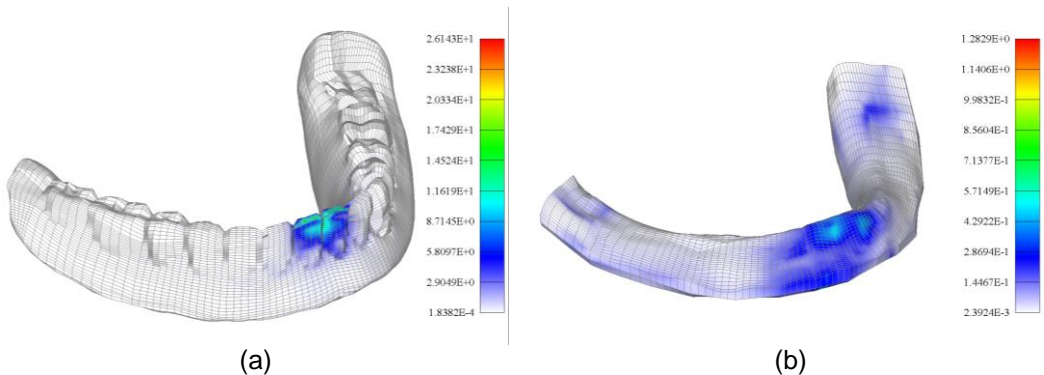 2.6143E+1
2.3238E+1
2.0334E+1
1.7429E+1
1.4524E+1
1.1619E+1
8.7145E+0
5.8097E+0
2.9049E+0
1.8382E-4
(a)
1.2829E+0
1.1406E+0
9.9832E-1
8.5604E-1
7.1377E-1
5.7149E-1
4.2922E-1
2.8694E-1
1.4467E-1
2.3924E-3
(b)